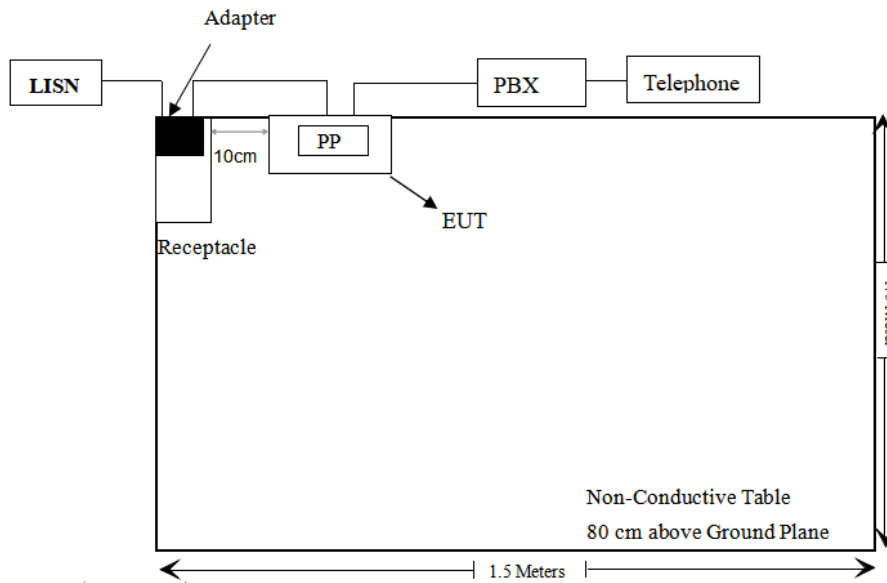 Adapter
LISN
PBX
Telephone
PP
10cm
EUT
Receptacle
Non-Conductive Table
80 cm above Ground Plane
1.5 Meters